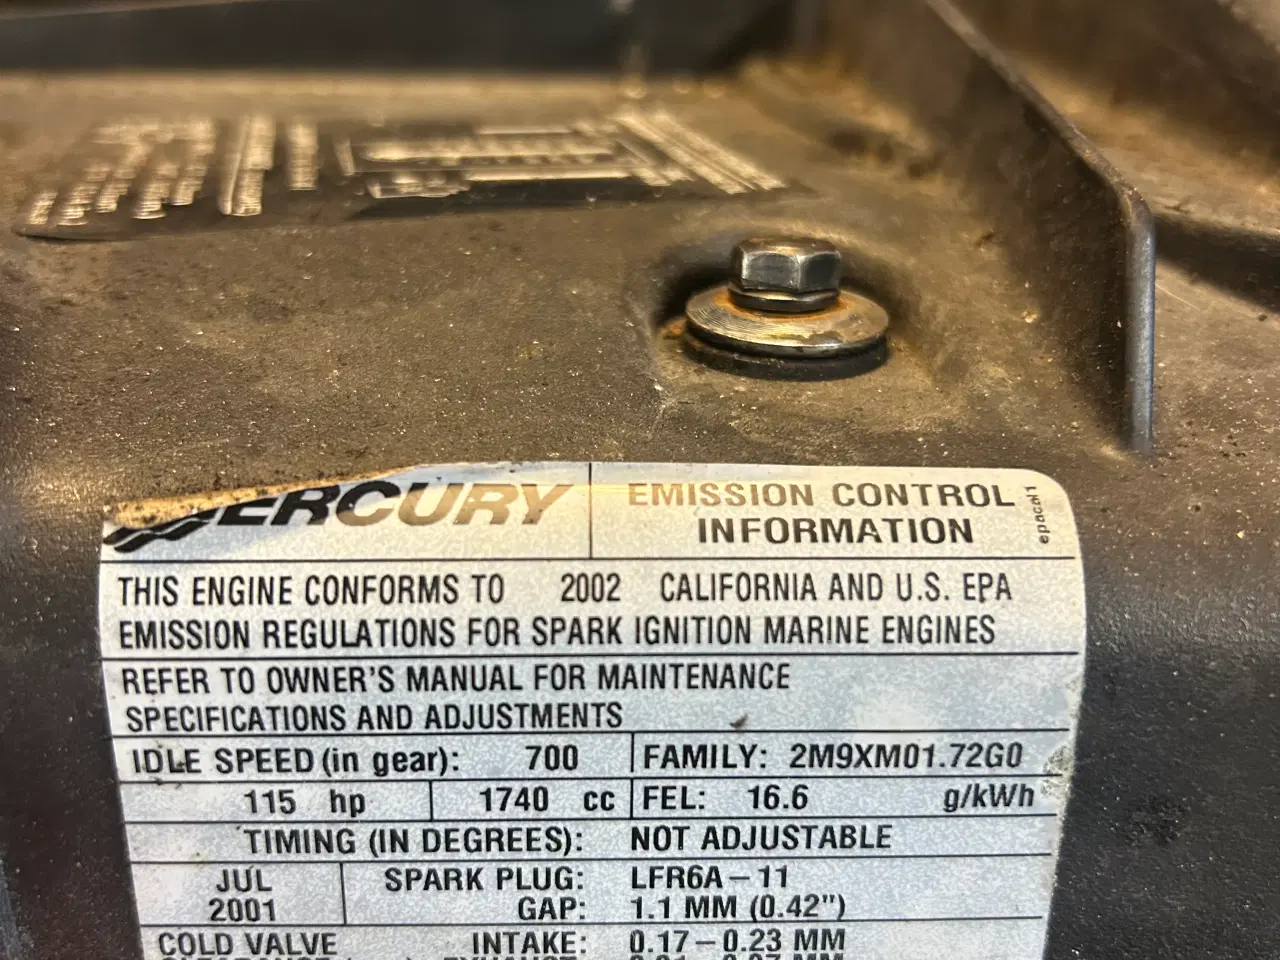 MERCURY
EMISSION CONTROL
INFORMATION
epacal1
THIS ENGINE CONFORMS TO 2002 CALIFORNIA AND U.S. EPA
EMISSION REGULATIONS FOR SPARK IGNITION MARINE ENGINES
REFER TO OWNER'S MANUAL FOR MAINTENANCE
SPECIFICATIONS AND ADJUSTMENTS
IDLE SPEED (in gear): 700 FAMILY: 2M9XM01.72G0
115 hp 1740 cc FEL: 16.6 g/kWh
TIMING (IN DEGREES): NOT ADJUSTABLE
JUL SPARK PLUG: LFR6A-11
2001 GAP: 1.1 MM (0.42")
COLD VALVE INTAKE: 0.17-0.23 MM